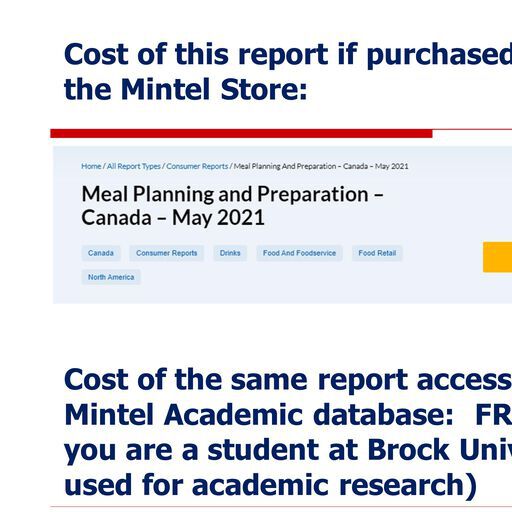 Cost of this report if purchased
the Mintel Store:
Home / All Report Types / Consumer Reports / Meal Planning And Preparation – Canada – May 2021
Meal Planning and Preparation –
Canada – May 2021
Canada Consumer Reports Drinks Food And Foodservice Food Retail
North America
Cost of the same report access
Mintel Academic database: FR
you are a student at Brock Univ
used for academic research)